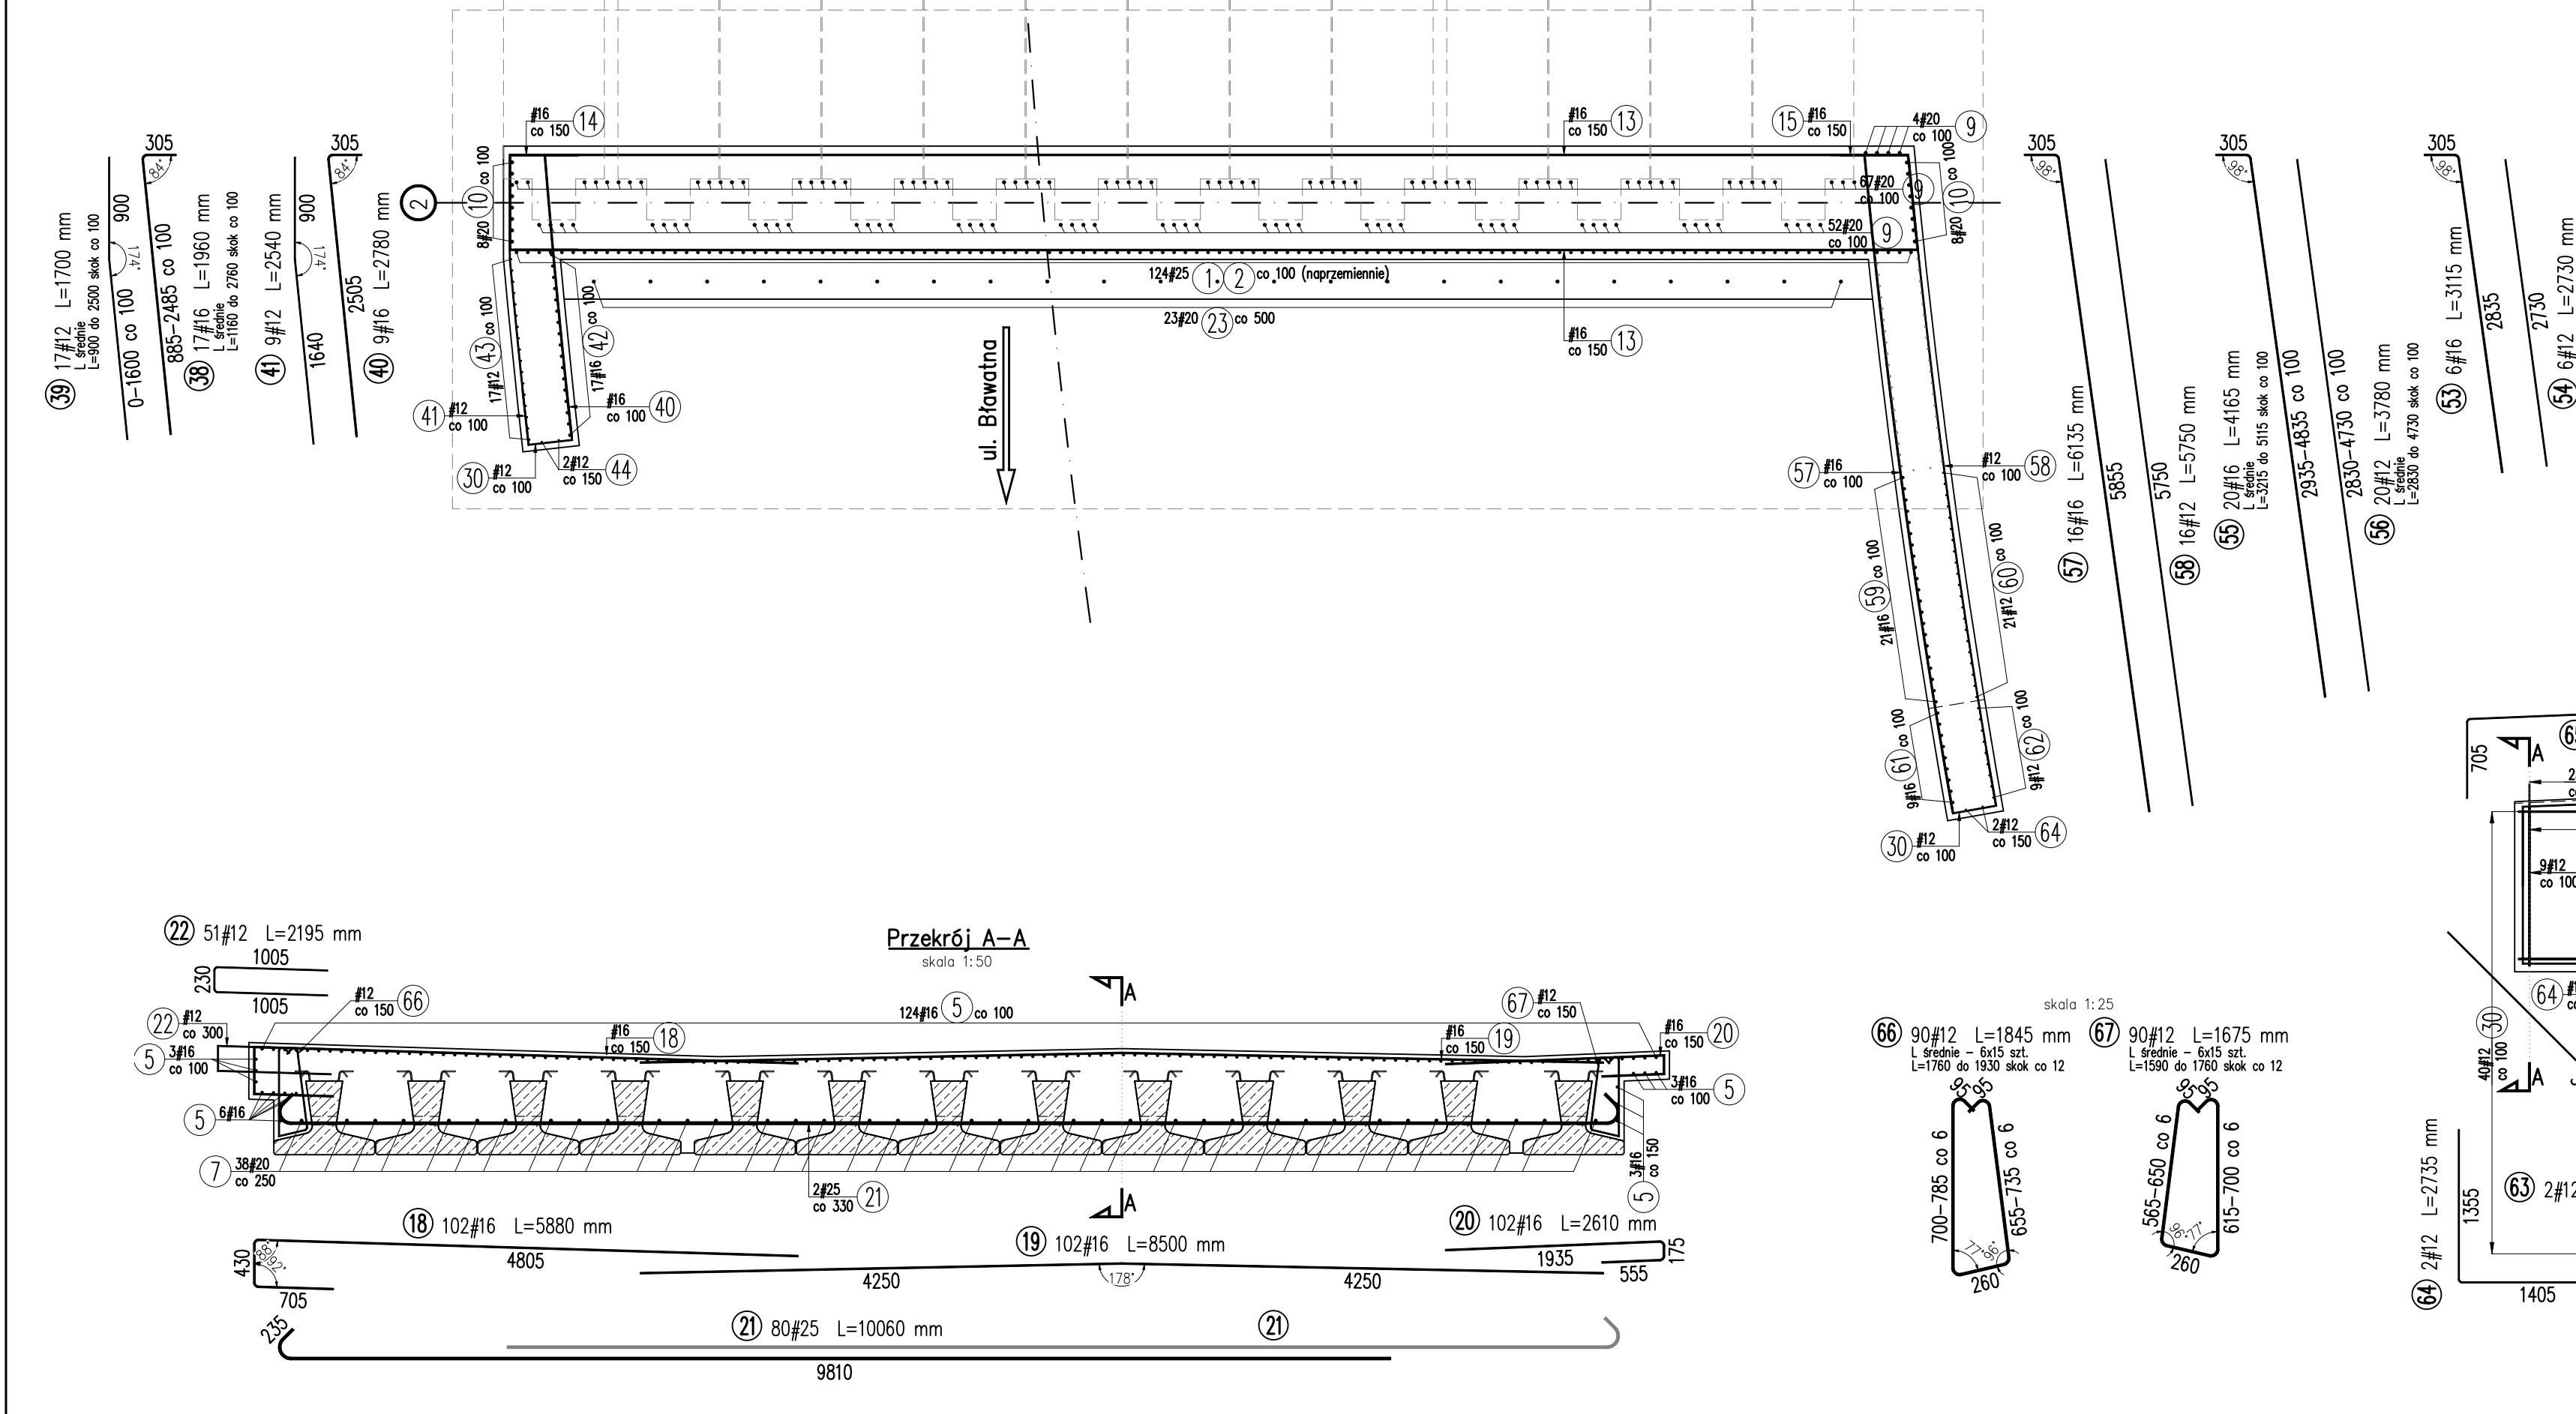 #16
co 150 14
#16
co 150 13
15 #16
co 150
4#20
co 100 9
305
84°
900
174°
0-1600 co 100
885-2485 co 100
39 17#12 L=1700 mm
L średnie
L=900 do 2500 skok co 100
38 17#16 L=1960 mm
L średnie
L=1160 do 2760 skok co 100
305
84°
900
174°
1640
2505
41 9#12 L=2540 mm
40 9#16 L=2780 mm
2
8#20 10 co 100
67#20
co 100 9
52#20
co 100 9
8#20 10 co 100
124#25 1 2 co 100 (naprzemiennie)
23#20 23 co 500
#16
co 150 13
17#12 43 co 100
17#16 42 co 100
41 #12
co 100
#16
co 100 40
30 #12
co 100
2#12
co 150 44
ul. Bławatna
57 #16
co 100
#12
co 100 58
21#16 59 co 100
21#12 60 co 100
9#16 61 co 100
9#12 62 co 100
30 #12
co 100
2#12
co 150 64
305
98°
57 16#16 L=6135 mm
5855
5750
58 16#12 L=5750 mm
305
98°
55 20#16 L=4165 mm
L średnie
L=3215 do 5115 skok co 100
2935-4835 co 100
2830-4730 co 100
56 20#12 L=3780 mm
L średnie
L=2830 do 4730 skok co 100
305
98°
53 6#16 L=3115 mm
2835
2730
54 6#12 L=2730 mm
22 51#12 L=2195 mm
1005
230
1005
Przekrój A-A
skala 1:50
A
22 #12
co 300
#12
co 150 66
#16
co 150 18
124#16 5 co 100
67 #12
co 150
#16
co 150 19
#16
co 150 20
5 3#16
co 100
5 6#16
3#16
co 100 5
3#16
co 150
5
7 38#20
co 250
2#25
co 330 21
A
18 102#16 L=5880 mm
430
88°
92°
4805
705
19 102#16 L=8500 mm
4250
178°
4250
20 102#16 L=2610 mm
1935
555
175
21 80#25 L=10060 mm
21
235
9810
skala 1:25
66 90#12 L=1845 mm
L średnie - 6x15 szt.
L=1760 do 1930 skok co 12
95
95
700-785 co 6
655-735 co 6
77°
96°
260
67 90#12 L=1675 mm
L średnie - 6x15 szt.
L=1590 do 1760 skok co 12
95
95
565-650 co 6
615-700 co 6
96°
77°
260
705
A
9#12
co 100
64
40#12 30
co 100
A
64 2#12 L=2735 mm
1355
1405
63 2#12